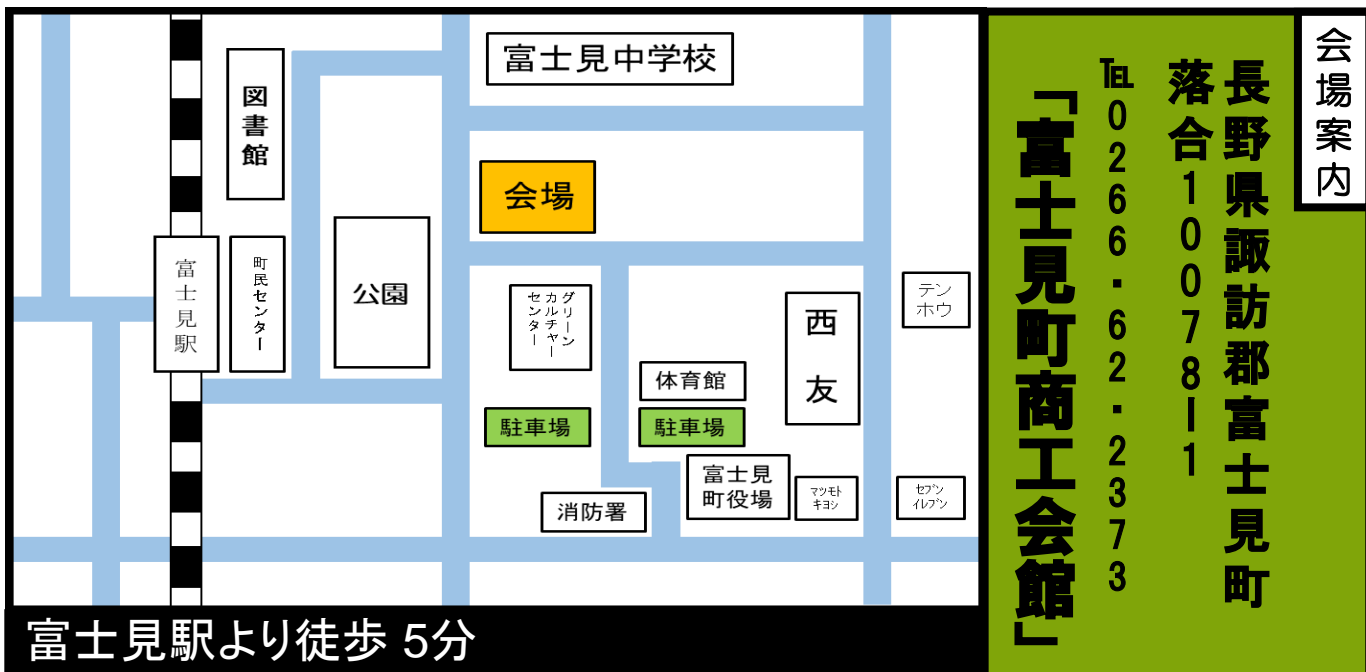 会場案内
長野県諏訪郡富士見町
落合10078ー1
TEL 0266・62・2373
「富士見町商工会館」
富士見中学校
図書館
会場
富士見駅
町民センター
公園
グリーン
カルチャー
センター
西友
テン
ホウ
体育館
駐車場
駐車場
富士見
町役場
消防署
マツモト
キヨシ
セブン
イレブン
富士見駅より徒歩 5分